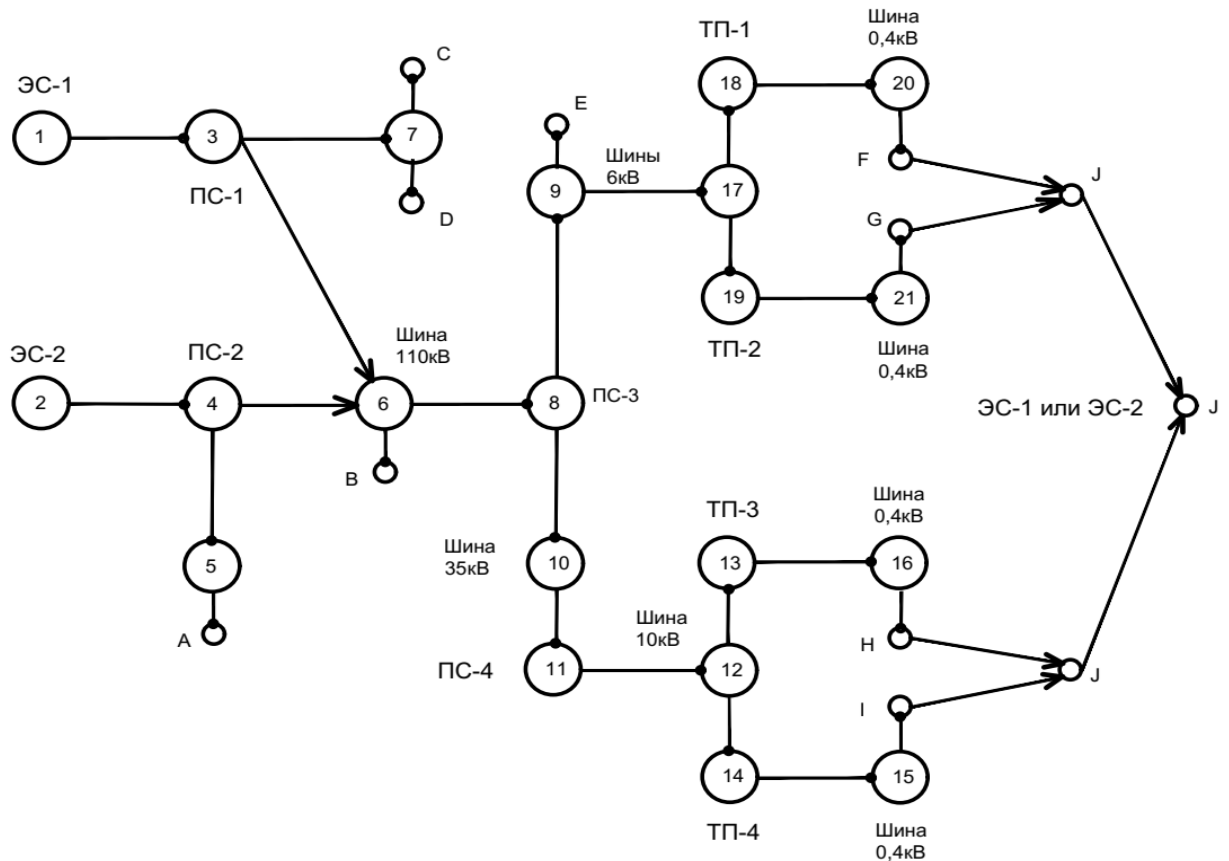 Шина
0,4кВ
ТП-1
C
ЭС-1
18
20
E
1
3
7
F
Шины
6кВ
J
ПС-1
9
17
D
G
19
21
Шина
110кВ
ТП-2
Шина
0,4кВ
ЭС-2
ПС-2
2
4
6
8
ПС-3
ЭС-1 или ЭС-2
J
B
ТП-3
Шина
0,4кВ
Шина
35кВ
5
10
13
16
A
Шина
10кВ
H
ПС-4
11
12
J
I
14
15
ТП-4
Шина
0,4кВ